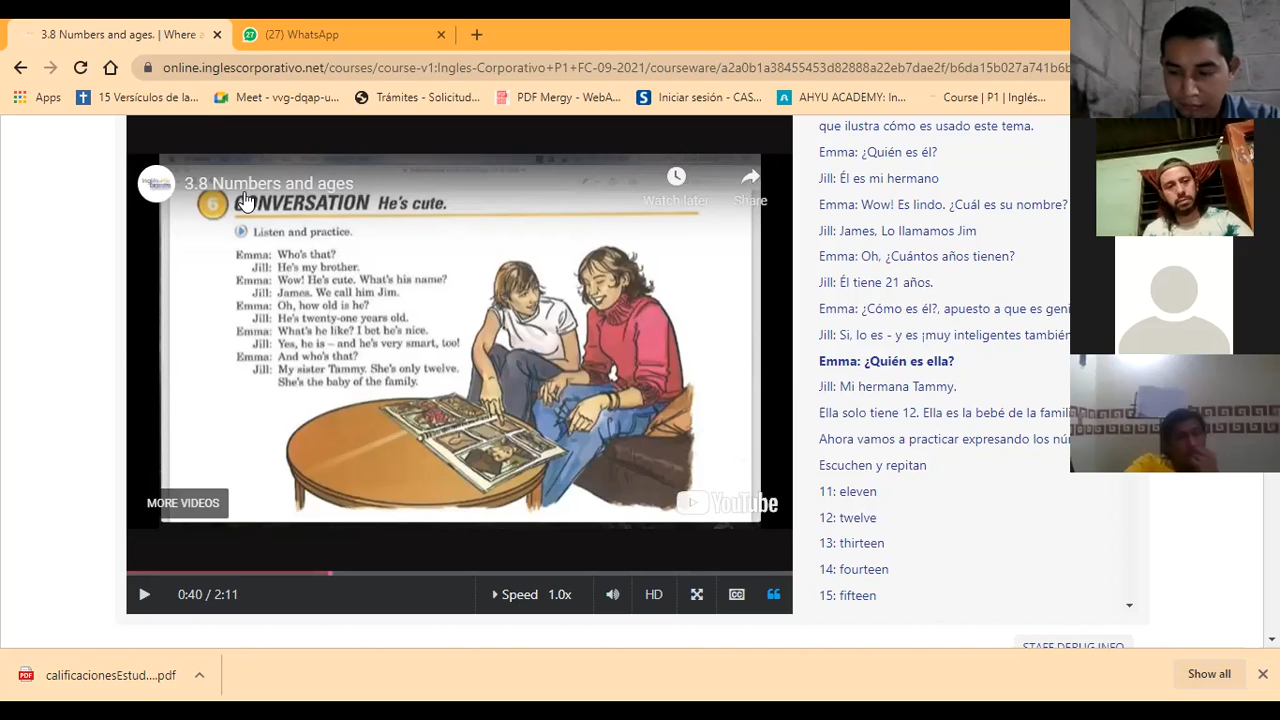 3.8 Numbers and ages. | Where a
(27) WhatsApp
online.inglescorporativo.net/courses/course-v1:Ingles-Corporativo+P1+FC-09-2021/courseware/a2a0b1a38455453d82888a22eb7dae2f/b6da15b027a741b6b
Apps
15 Versículos de la...
Meet - vvg-dqap-u...
Trámites - Solicitud...
PDF Mergy - WebA...
Iniciar sesión - CAS...
AHYU ACADEMY: In...
Course | P1 | Inglés...
3.8 Numbers and ages
Watch later
Share
6 CONVERSATION He's cute.
Listen and practice.
Emma: Who's that?
Jill: He's my brother.
Emma: Wow! He's cute. What's his name?
Jill: James. We call him Jim.
Emma: Oh, how old is he?
Jill: He's twenty-one years old.
Emma: What's he like? I bet he's nice.
Jill: Yes, he is – and he's very smart, too!
Emma: And who's that?
Jill: My sister Tammy. She's only twelve.
She's the baby of the family.
MORE VIDEOS
YouTube
0:40 / 2:11
Speed 1.0x
HD
que ilustra cómo es usado este tema.
Emma: ¿Quién es él?
Jill: Él es mi hermano
Emma: Wow! Es lindo. ¿Cuál es su nombre?
Jill: James, Lo llamamos Jim
Emma: Oh, ¿Cuántos años tienen?
Jill: Él tiene 21 años.
Emma: ¿Cómo es él?, apuesto a que es geni
Jill: Si, lo es - y es ¡muy inteligentes también
Emma: ¿Quién es ella?
Jill: Mi hermana Tammy.
Ella solo tiene 12. Ella es la bebé de la famil
Ahora vamos a practicar expresando los nú
Escuchen y repitan
11: eleven
12: twelve
13: thirteen
14: fourteen
15: fifteen
STAFF DEBUG INFO
calificacionesEstud....pdf
Show all